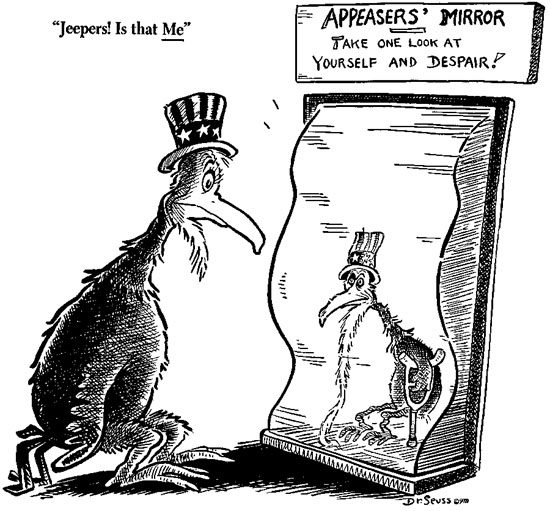 "Jeepers! Is that Me"
APPEASERS' MIRROR
TAKE ONE LOOK AT
YOURSELF AND DESPAIR!
Dr. Seuss